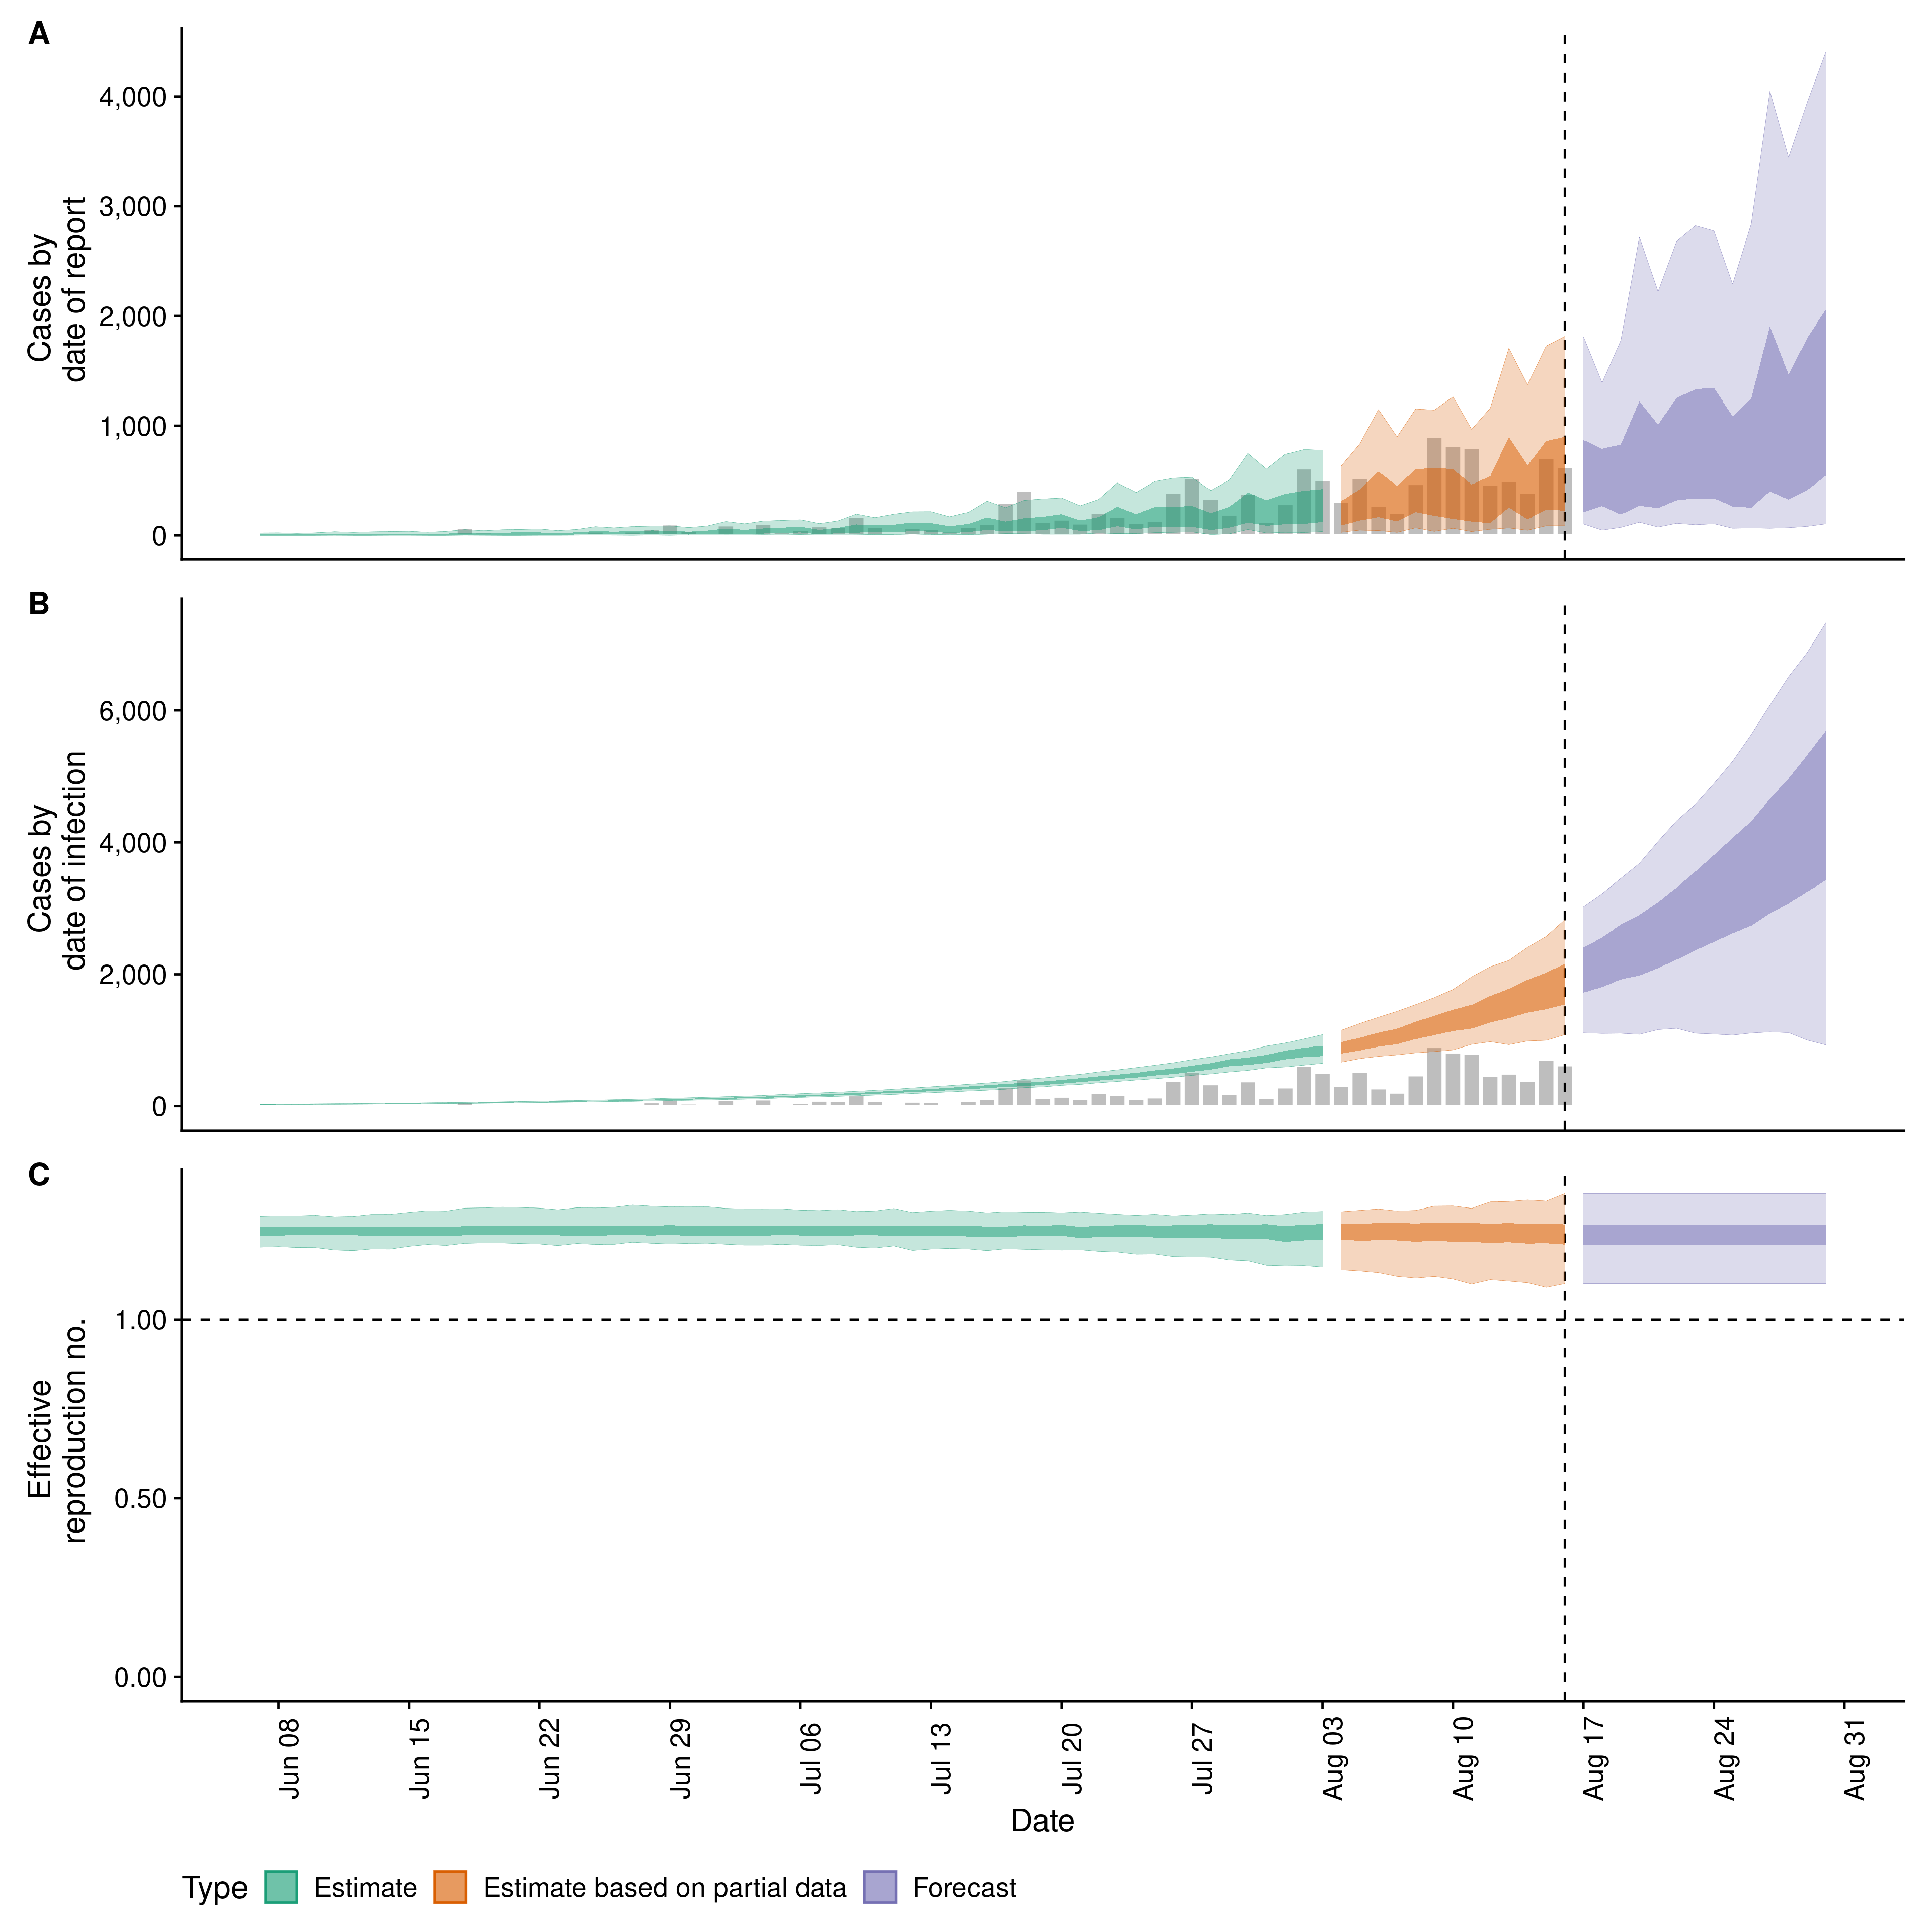 A
Cases by
date of report
4,000
3,000
2,000
1,000
0
B
Cases by
date of infection
6,000
4,000
2,000
0
C
Effective
reproduction no.
1.00
0.50
0.00
Jun 08
Jun 15
Jun 22
Jun 29
Jul 06
Jul 13
Jul 20
Jul 27
Aug 03
Aug 10
Aug 17
Aug 24
Aug 31
Date
Type Estimate Estimate based on partial data Forecast